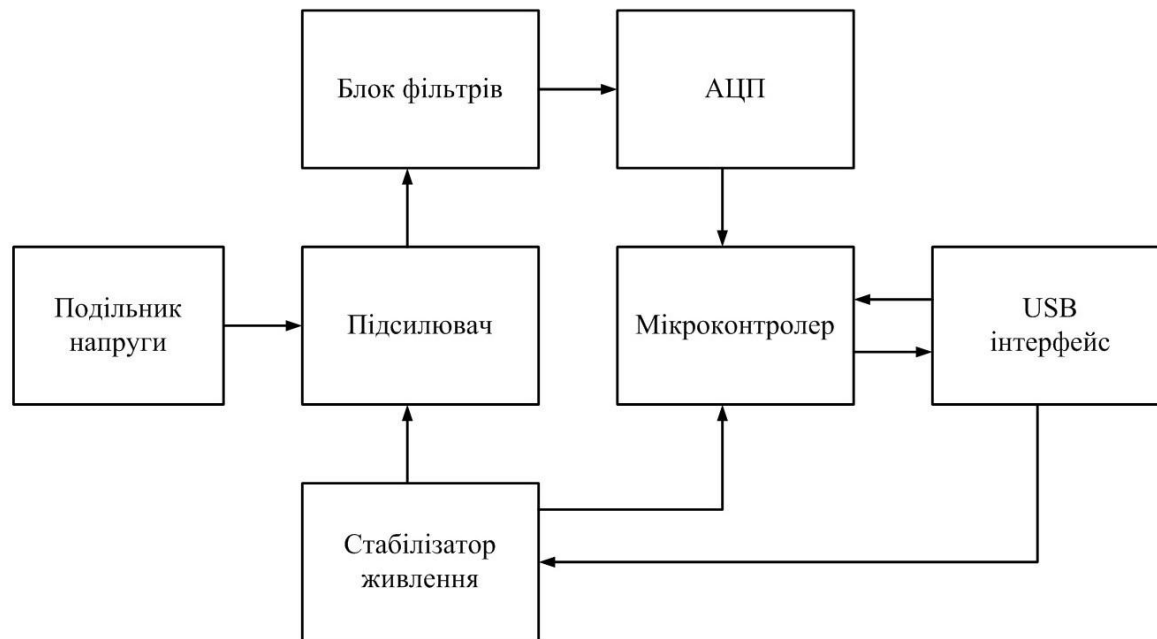 Блок фільтрів
АЦП
Подільник
напруги
Підсилювач
Мікроконтролер
USB
інтерфейс
Стабілізатор
живлення